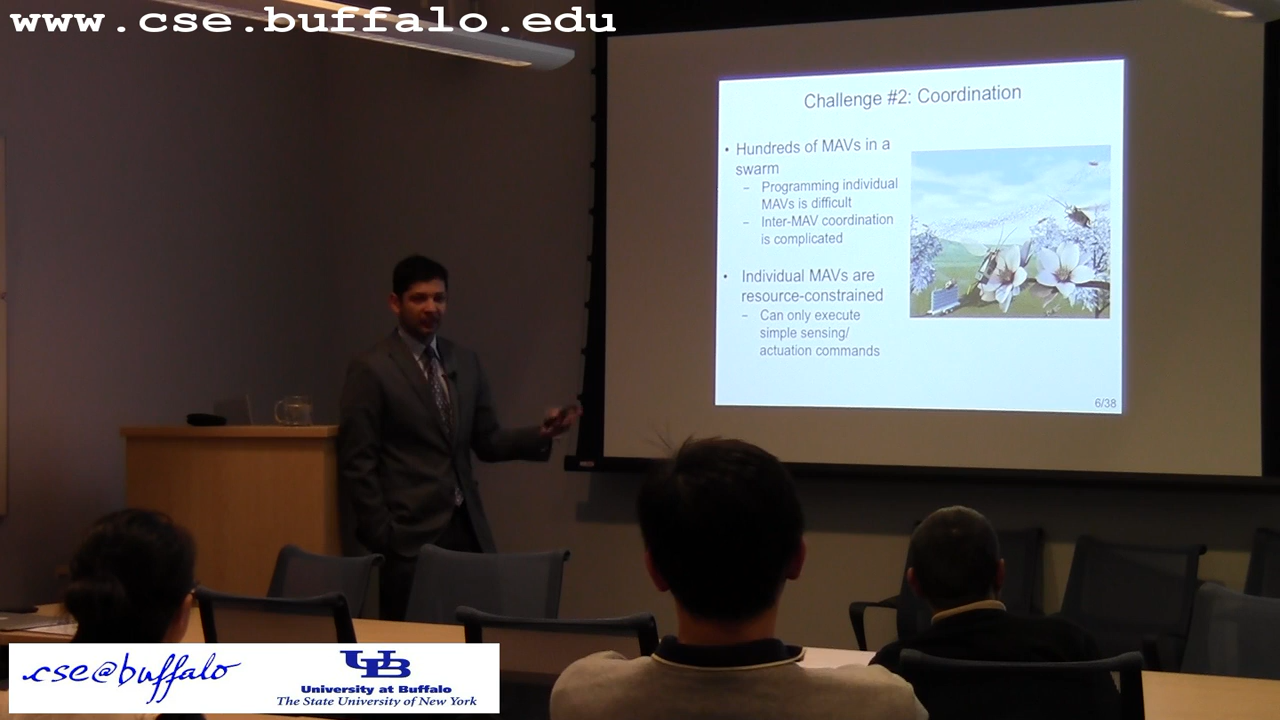 www.cse.buffalo.edu
Challenge #2: Coordination
• Hundreds of MAVs in a
swarm
– Programming individual
MAVs is difficult
– Inter-MAV coordination
is complicated
• Individual MAVs are
resource-constrained
– Can only execute
simple sensing/
actuation commands
6/38
cse@buffalo
UB
University at Buffalo
The State University of New York